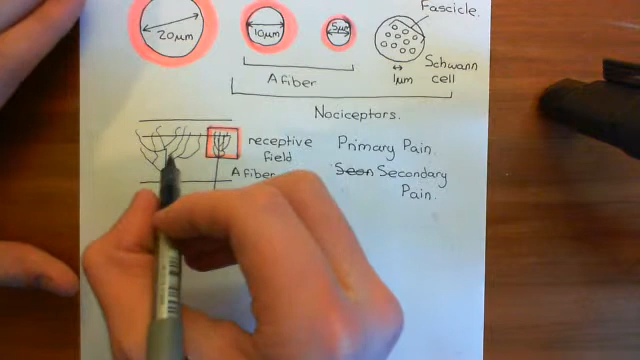 20μm
10μm
5μm
Fascicle.
1μm
Schwann
cell
A fiber
Nociceptors.
receptive
field
Primary Pain.
A fiber
Seon Secondary
Pain.